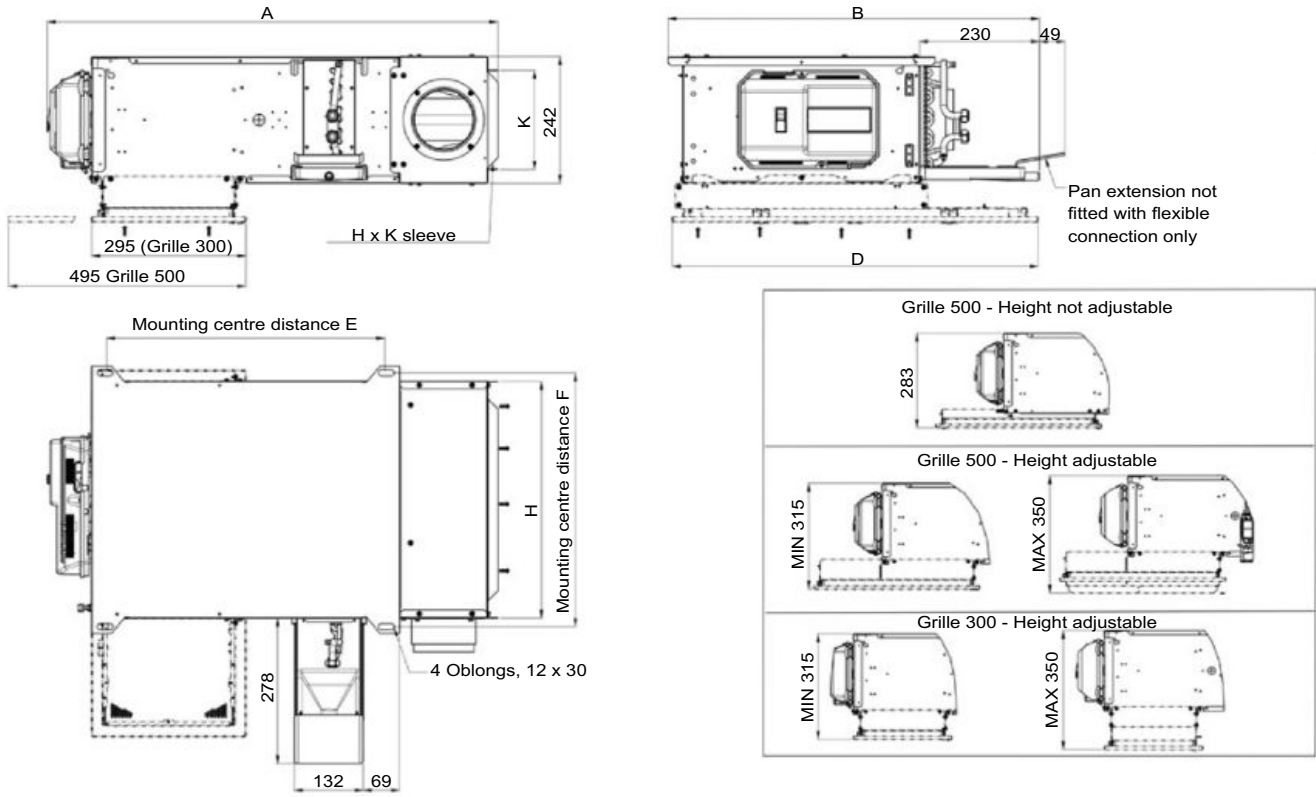 A
K
242
H x K sleeve
295 (Grille 300)
495 Grille 500
B
230
49
Pan extension not
fitted with flexible
connection only
D
Mounting centre distance E
Mounting centre distance F
H
4 Oblongs, 12 x 30
278
132
69
Grille 500 - Height not adjustable
283
Grille 500 - Height adjustable
MIN 315
MAX 350
Grille 300 - Height adjustable
MIN 315
MAX 350